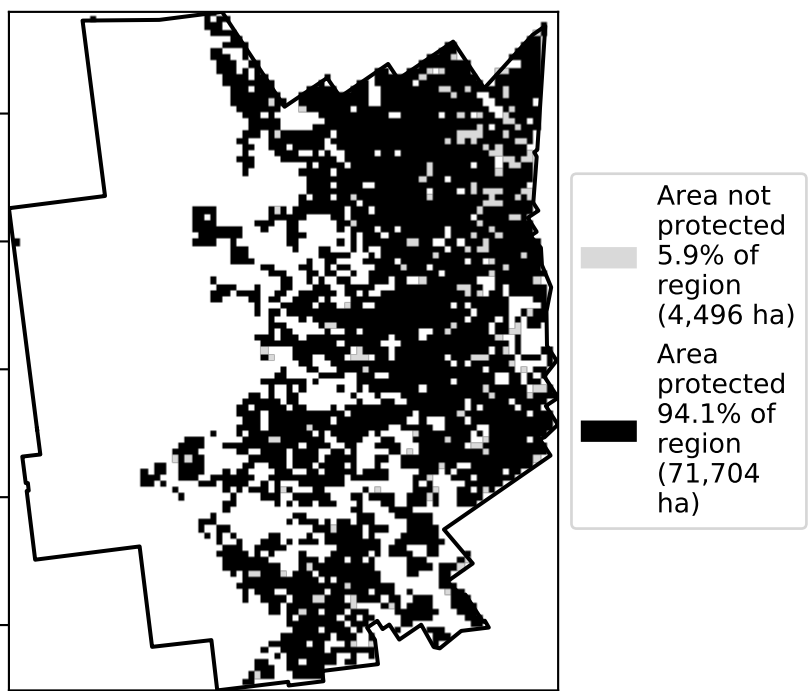 Area not
protected
5.9% of
region
(4,496 ha)
Area
protected
94.1% of
region
(71,704
ha)